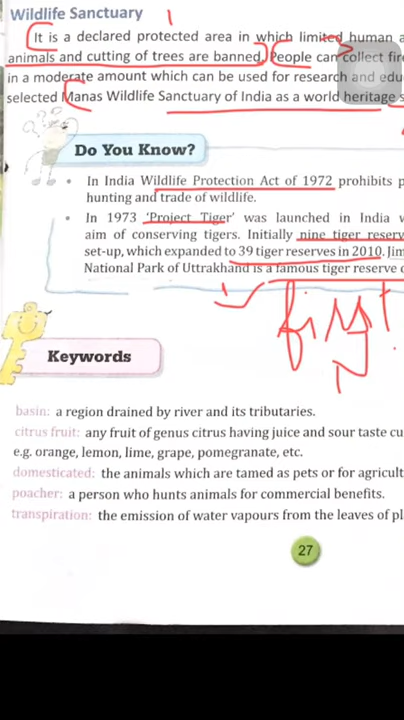 Wildlife Sanctuary
It is a declared protected area in which limited human a
animals and cutting of trees are banned. People can collect fire
in a moderate amount which can be used for research and edu
selected Manas Wildlife Sanctuary of India as a world heritage s
Do You Know?
• In India Wildlife Protection Act of 1972 prohibits p
hunting and trade of wildlife.
• In 1973 'Project Tiger' was launched in India w
aim of conserving tigers. Initially nine tiger reserv
set-up, which expanded to 39 tiger reserves in 2010. Jim
National Park of Uttrakhand is a famous tiger reserve o
first
N.
Keywords
basin: a region drained by river and its tributaries.
citrus fruit: any fruit of genus citrus having juice and sour taste cu
e.g. orange, lemon, lime, grape, pomegranate, etc.
domesticated: the animals which are tamed as pets or for agricult
poacher: a person who hunts animals for commercial benefits.
transpiration: the emission of water vapours from the leaves of pl
27